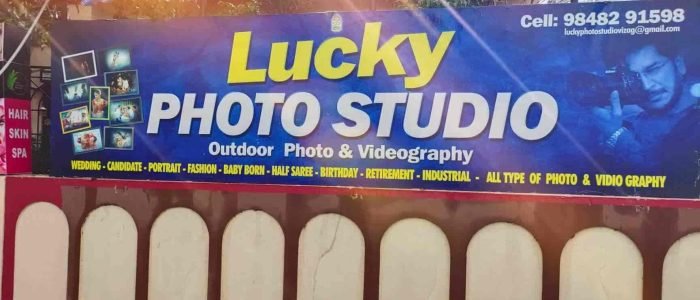 Cell: 98482 91598
luckyphotostudiovizag@gmail.com
Lucky
PHOTO STUDIO
Outdoor Photo & Videography
WEDDING - CANDIDATE - PORTRAIT - FASHION - BABY BORN - HALF SAREE - BIRTHDAY - RETIREMENT - INDUSTRIAL - ALL TYPE OF PHOTO & VIDIO GRAPHY
HAIR
SKIN
SPA